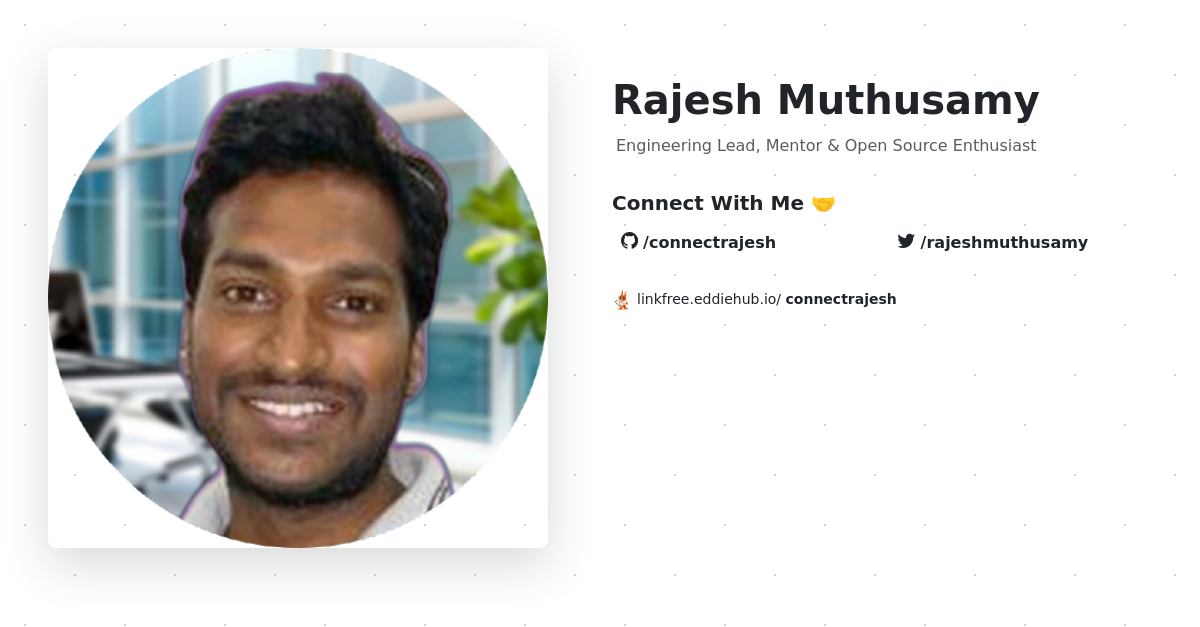 Rajesh Muthusamy
Engineering Lead, Mentor & Open Source Enthusiast
Connect With Me 🤝
/connectrajesh
/rajeshmuthusamy
linkfree.eddiehub.io/ connectrajesh